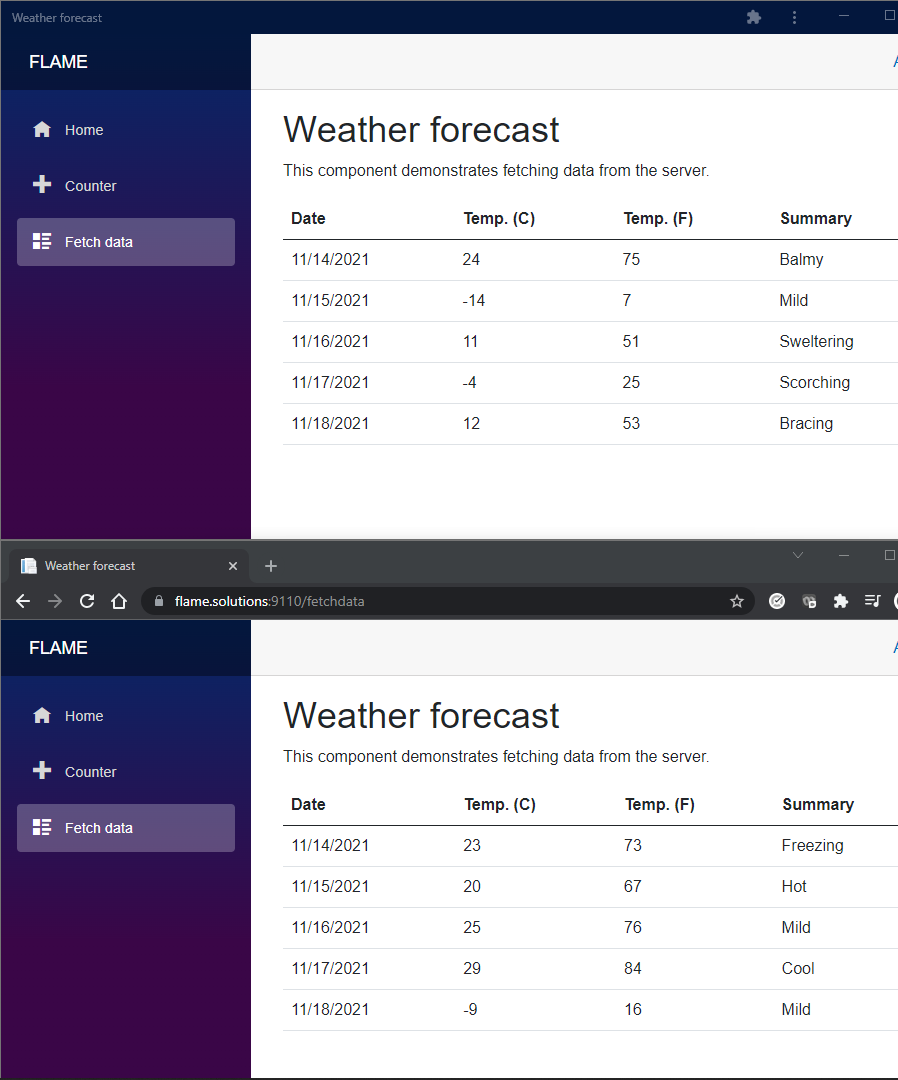 Weather forecast
FLAME
Home
Counter
Fetch data
Weather forecast
This component demonstrates fetching data from the server.
Date Temp. (C) Temp. (F) Summary
11/14/2021 24 75 Balmy
11/15/2021 -14 7 Mild
11/16/2021 11 51 Sweltering
11/17/2021 -4 25 Scorching
11/18/2021 12 53 Bracing
Weather forecast
flame.solutions:9110/fetchdata
FLAME
Home
Counter
Fetch data
Weather forecast
This component demonstrates fetching data from the server.
Date Temp. (C) Temp. (F) Summary
11/14/2021 23 73 Freezing
11/15/2021 20 67 Hot
11/16/2021 25 76 Mild
11/17/2021 29 84 Cool
11/18/2021 -9 16 Mild